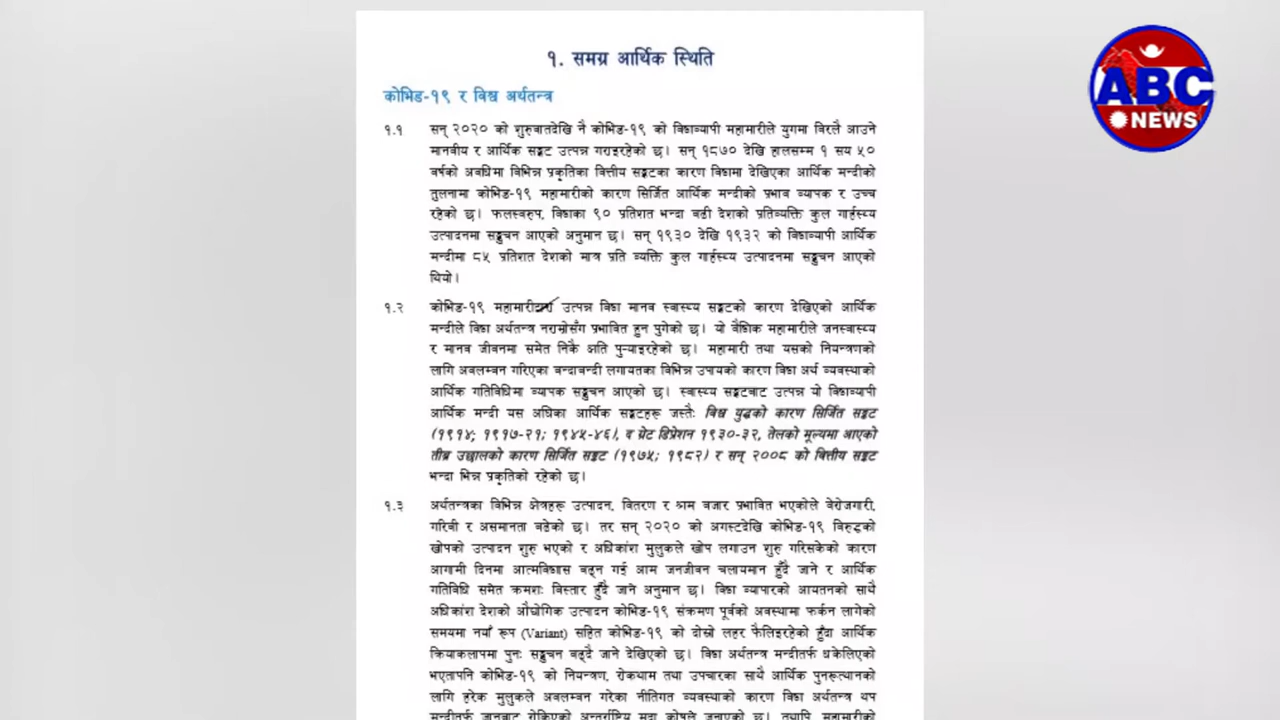 १. समग्र आर्थिक स्थिति
कोभिड-१९ र विश्व अर्थतन्त्र
१.१ सन् २०२० को शुरुवातदेखि नै कोभिड-१९ को विश्वव्यापी महामारीले युगमा विरलै आउने
मानवीय र आर्थिक सङ्कट उत्पन्न गराइरहेको छ। सन् १८७० देखि हालसम्म १ सय ५०
वर्षको अवधिमा विभिन्न प्रकृतिका वित्तीय सङ्कटका कारण विश्वमा देखिएका आर्थिक मन्दीको
तुलनामा कोभिड-१९ महामारीको कारण सिर्जित आर्थिक मन्दीको प्रभाव व्यापक र उच्च
रहेको छ। फलस्वरुप, विश्वका ९० प्रतिशत भन्दा बढी देशको प्रतिव्यक्ति कुल गार्हस्थ्य
उत्पादनमा सङ्कुचन आएको अनुमान छ। सन् १९३० देखि १९३२ को विश्वव्यापी आर्थिक
मन्दीमा ८५ प्रतिशत देशको मात्र प्रति व्यक्ति कुल गार्हस्थ्य उत्पादनमा सङ्कुचन आएको
थियो।
१.२ कोभिड-१९ उत्पन्न विश्व मानव स्वास्थ्य सङ्कटको कारण देखिएको आर्थिक
मन्दीले विश्व अर्थतन्त्र नराम्रोसँग प्रभावित हुन पुगेको छ। यो वैश्विक महामारीले जनस्वास्थ्य
र मानव जीवनमा समेत निकै क्षति पुऱ्याइरहेको छ। महामारी तथा यसको नियन्त्रणको
लागि अवलम्बन गरिएका बन्दाबन्दी लगायतका विभिन्न उपायको कारण विश्व अर्थ व्यवस्थाको
आर्थिक गतिविधिमा व्यापक सङ्कुचन आएको छ। स्वास्थ्य सङ्कटबाट उत्पन्न यो विश्वव्यापी
आर्थिक मन्दी यस अघिका आर्थिक सङ्कटहरू जस्तैः विश्व युद्धको कारण सिर्जित सङ्कट
(१९१४; १९१७-२१; १९४५-४६), द ग्रेट डिप्रेशन १९३०-३२, तेलको मूल्यमा आएको
तीब्र उछालको कारण सिर्जित सङ्कट (१९७५; १९८२) र सन् २००८ को वित्तीय सङ्कट
भन्दा भिन्न प्रकृतिको रहेको छ।
१.३ अर्थतन्त्रका विभिन्न क्षेत्रहरू उत्पादन, वितरण र श्रम बजार प्रभावित भएकोले बेरोजगारी,
गरिबी र असमानता बढेको छ। तर सन् २०२० को अगस्टदेखि कोभिड-१९ विरुद्धको
खोपको उत्पादन शुरु भएको र अधिकांश मुलुकले खोप लगाउन शुरु गरिसकेको कारण
आगामी दिनमा आत्मविश्वास बढ्न गई आम जनजीवन चलायमान हुँदै जाने र आर्थिक
गतिविधि समेत क्रमशः विस्तार हुँदै जाने अनुमान छ। विश्व व्यापारको आयतनको साथै
अधिकांश देशको औद्योगिक उत्पादन कोभिड-१९ संक्रमण पूर्वको अवस्थामा फर्कन लागेको
समयमा नयाँ रूप (Variant) सहित कोभिड-१९ को दोस्रो लहर फैलिइरहेको हुँदा आर्थिक
क्रियाकलापमा पुनः सङ्कुचन बढ्दै जाने देखिएको छ। विश्व अर्थतन्त्र मन्दीतर्फ धकेलिएको
भएतापनि कोभिड-१९ को नियन्त्रण, रोकथाम तथा उपचारका साथै आर्थिक पुनरूत्थानको
लागि हरेक मुलुकले अवलम्बन गरेका नीतिगत व्यवस्थाको कारण विश्व अर्थतन्त्र थप
मन्दीतर्फ जानबाट रोकिएको अन्तर्राष्ट्रिय मुद्रा कोषले जनाएको छ। तथापि, महामारीको
ABC
NEWS